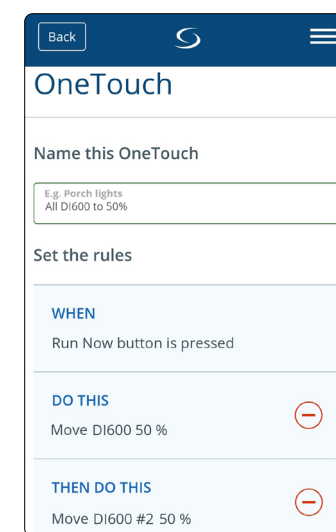 Back
OneTouch
Name this OneTouch
E.g. Porch lights
All DI600 to 50%
Set the rules
WHEN
Run Now button is pressed
DO THIS
Move DI600 50 %
THEN DO THIS
Move DI600 #2 50 %